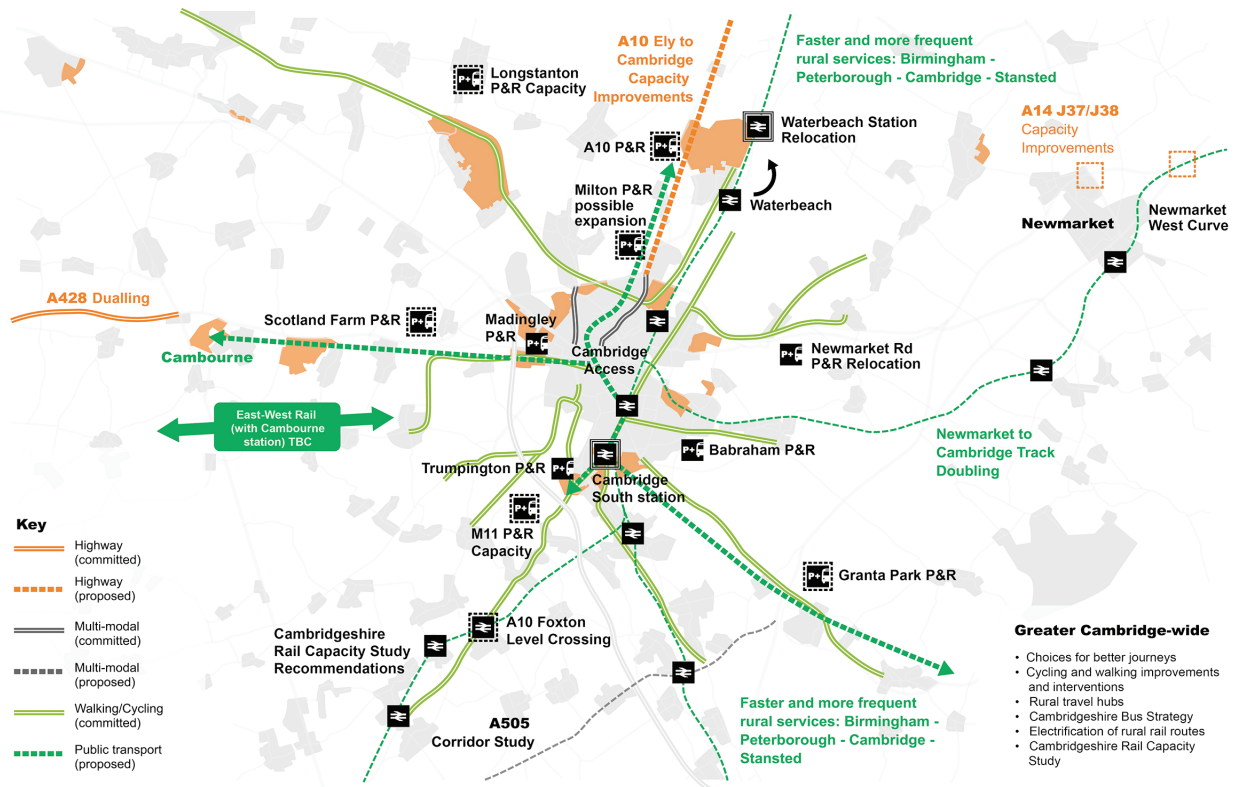 A10 Ely to
Cambridge
Capacity
Improvements
Faster and more frequent
rural services: Birmingham -
Peterborough - Cambridge - Stansted
P+
Longstanton
P&R Capacity
A14 J37/J38
Capacity
Improvements
Waterbeach Station
Relocation
A10 P&R
P+
Milton P&R
possible
expansion
P+
Waterbeach
Newmarket
Newmarket
West Curve
A428 Dualling
Scotland Farm P&R
P+
Madingley
P&R
P+
Cambourne
Cambridge
Access
P+
Newmarket Rd
P&R Relocation
East-West Rail
(with Cambourne
station) TBC
Newmarket to
Cambridge Track
Doubling
P+
Babraham P&R
Trumpington P&R
P+
Cambridge
South station
P+
M11 P&R
Capacity
P+
Granta Park P&R
A10 Foxton
Level Crossing
Cambridgeshire
Rail Capacity Study
Recommendations
A505
Corridor Study
Faster and more frequent
rural services: Birmingham -
Peterborough - Cambridge -
Stansted
Key
Highway
(committed)
Highway
(proposed)
Multi-modal
(committed)
Multi-modal
(proposed)
Walking/Cycling
(committed)
Public transport
(proposed)
Greater Cambridge-wide
• Choices for better journeys
• Cycling and walking improvements
and interventions
• Rural travel hubs
• Cambridgeshire Bus Strategy
• Electrification of rural rail routes
• Cambridgeshire Rail Capacity
Study